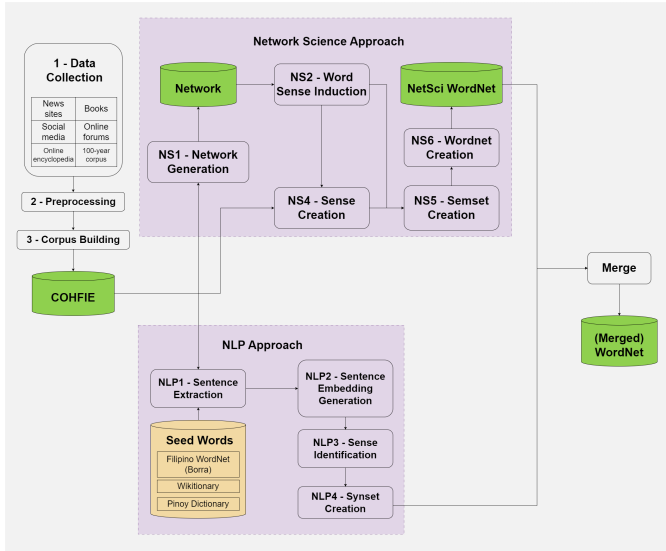 1 - Data
Collection
News
sites
Books
Social
media
Online
forums
Online
encyclopedia
100-year
corpus
2 - Preprocessing
3 - Corpus Building
COHFIE
Network Science Approach
Network
NS2 - Word
Sense Induction
NetSci WordNet
NS1 - Network
Generation
NS6 - Wordnet
Creation
NS4 - Sense
Creation
NS5 - Semset
Creation
Merge
(Merged)
WordNet
NLP Approach
NLP1 - Sentence
Extraction
NLP2 - Sentence
Embedding
Generation
Seed Words
Filipino WordNet
(Borra)
Wikitionary
Pinoy Dictionary
NLP3 - Sense
Identification
NLP4 - Synset
Creation